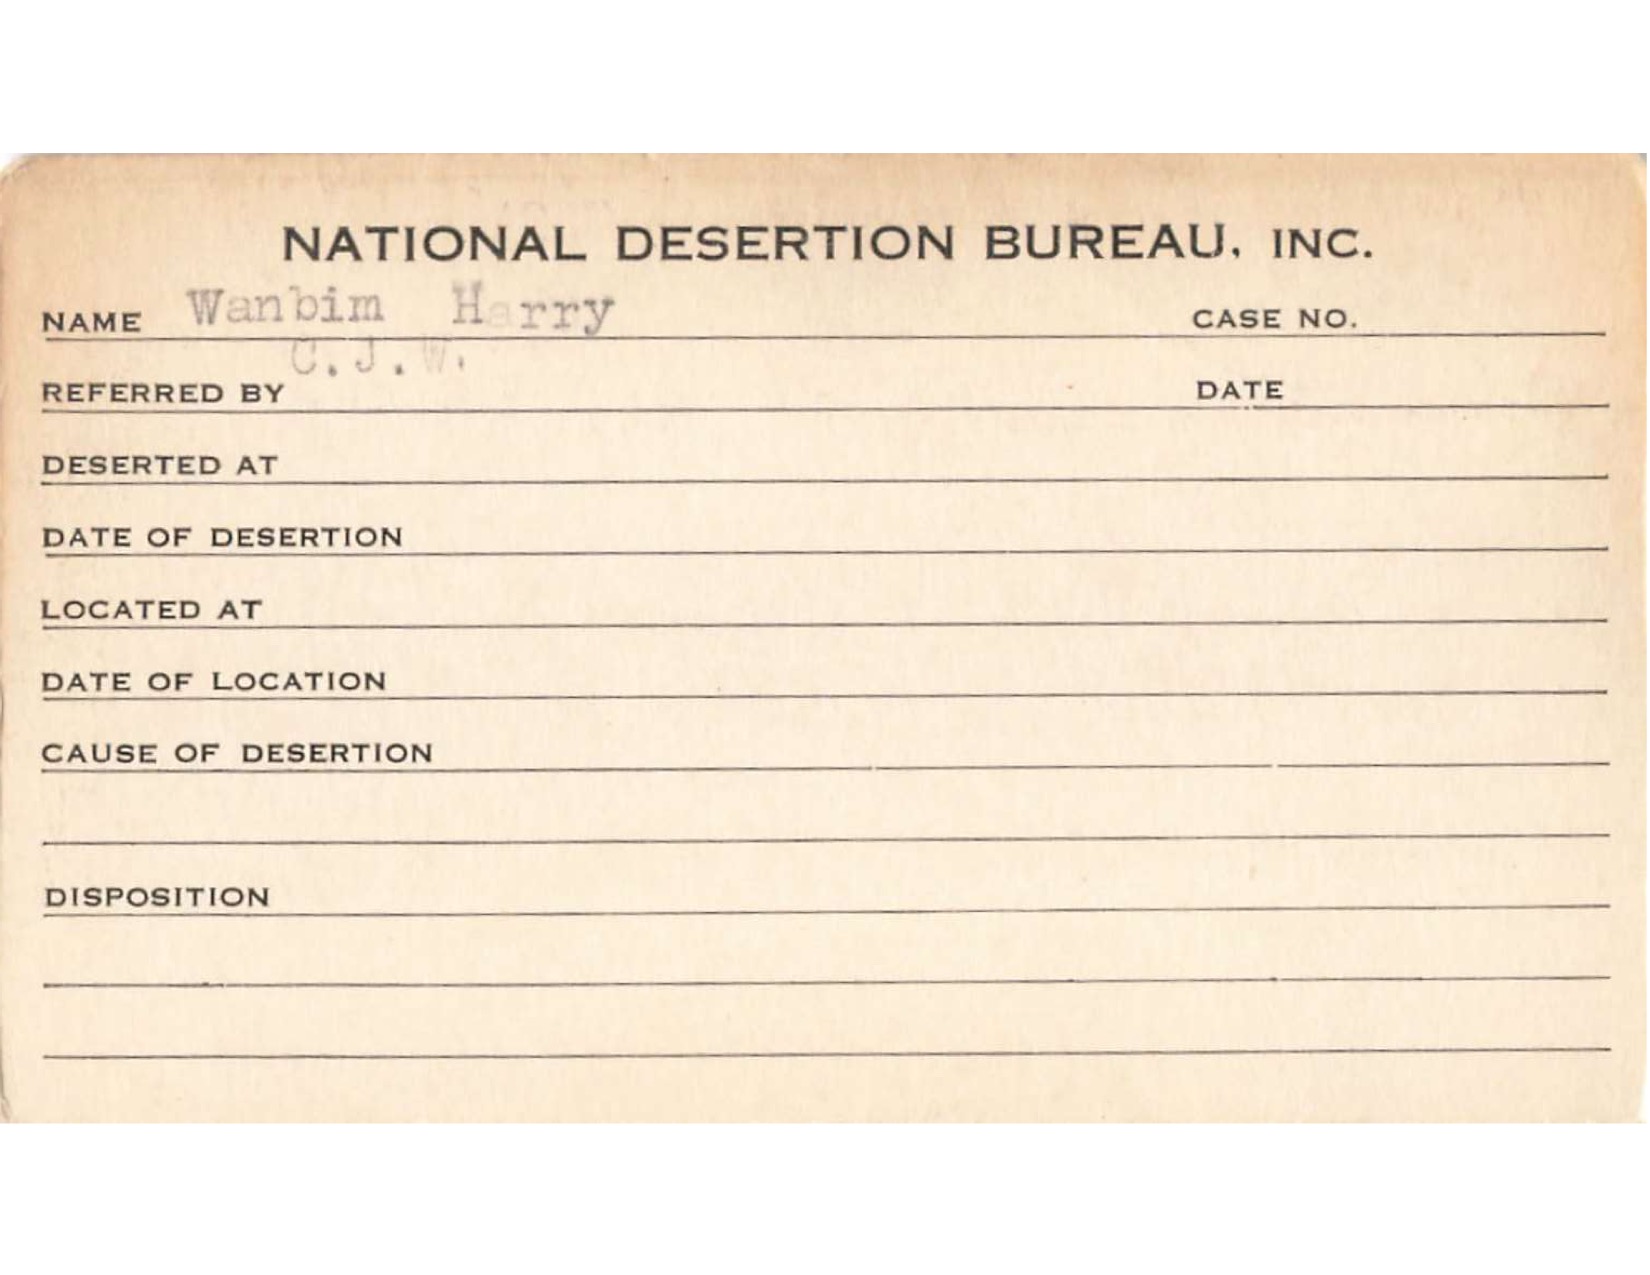 NATIONAL DESERTION BUREAU, INC.
NAME Wanbim Harry CASE NO.
C.J.W.
REFERRED BY DATE
DESERTED AT
DATE OF DESERTION
LOCATED AT
DATE OF LOCATION
CAUSE OF DESERTION
DISPOSITION